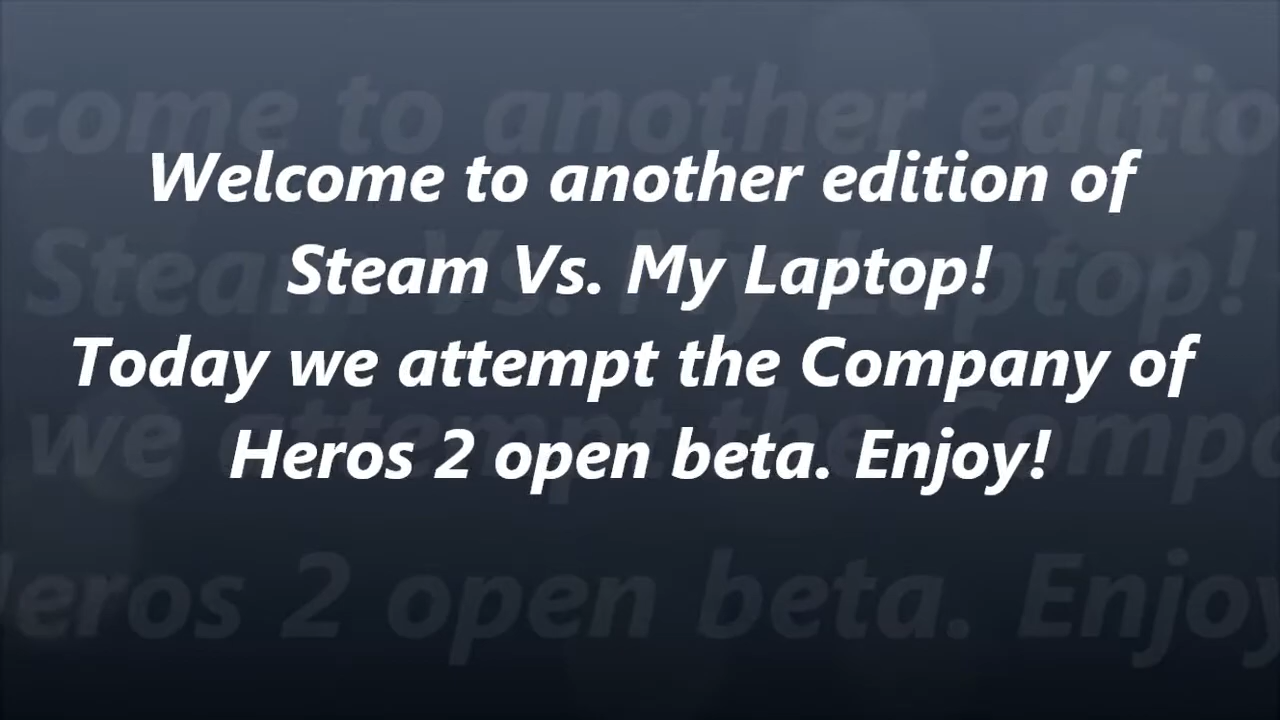 Welcome to another edition of
Steam Vs. My Laptop!
Today we attempt the Company of
Heros 2 open beta. Enjoy!